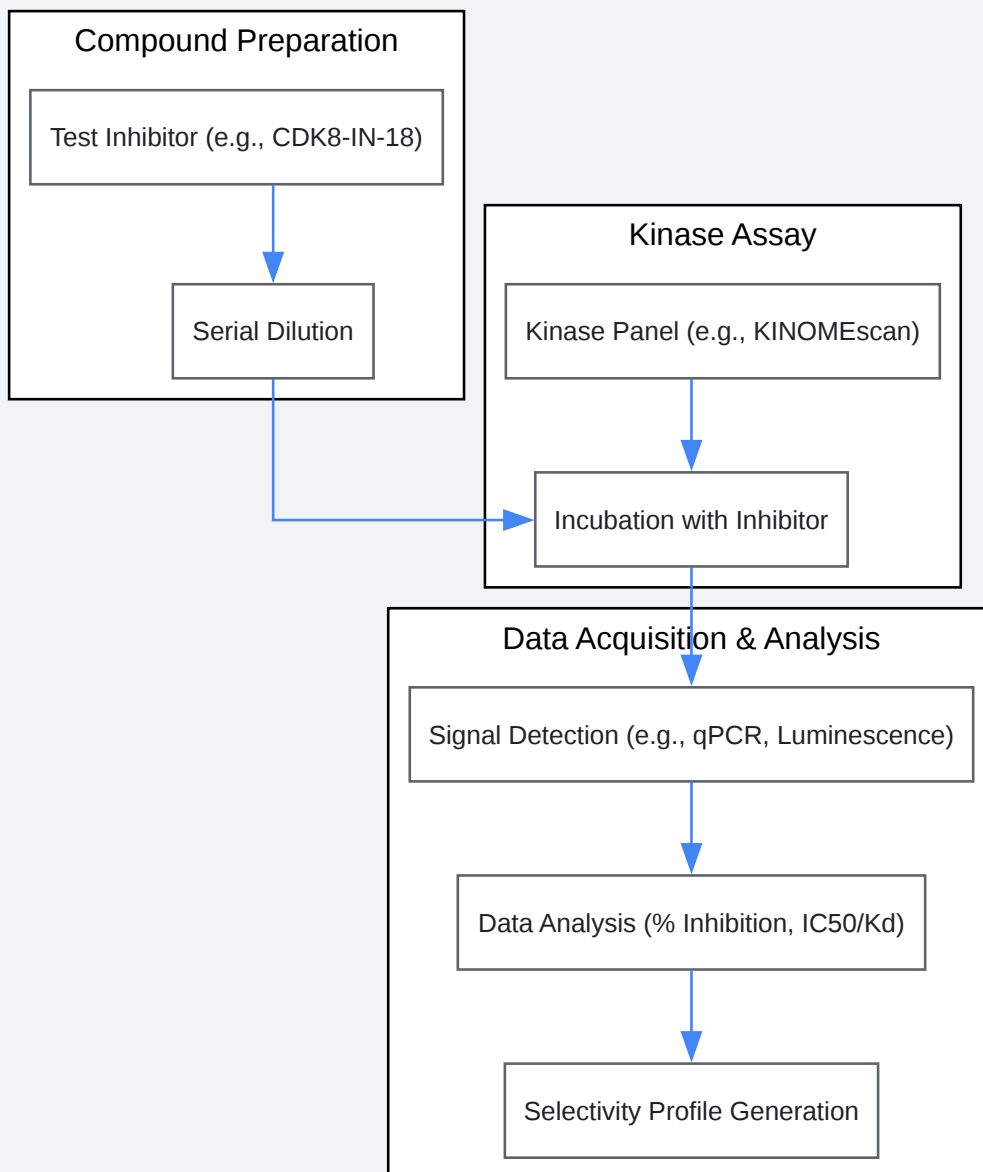 Compound Preparation
Test Inhibitor (e.g., CDK8-IN-18)
Serial Dilution
Kinase Assay
Kinase Panel (e.g., KINOMEscan)
Incubation with Inhibitor
Data Acquisition & Analysis
Signal Detection (e.g., qPCR, Luminescence)
Data Analysis (% Inhibition, IC50/Kd)
Selectivity Profile Generation